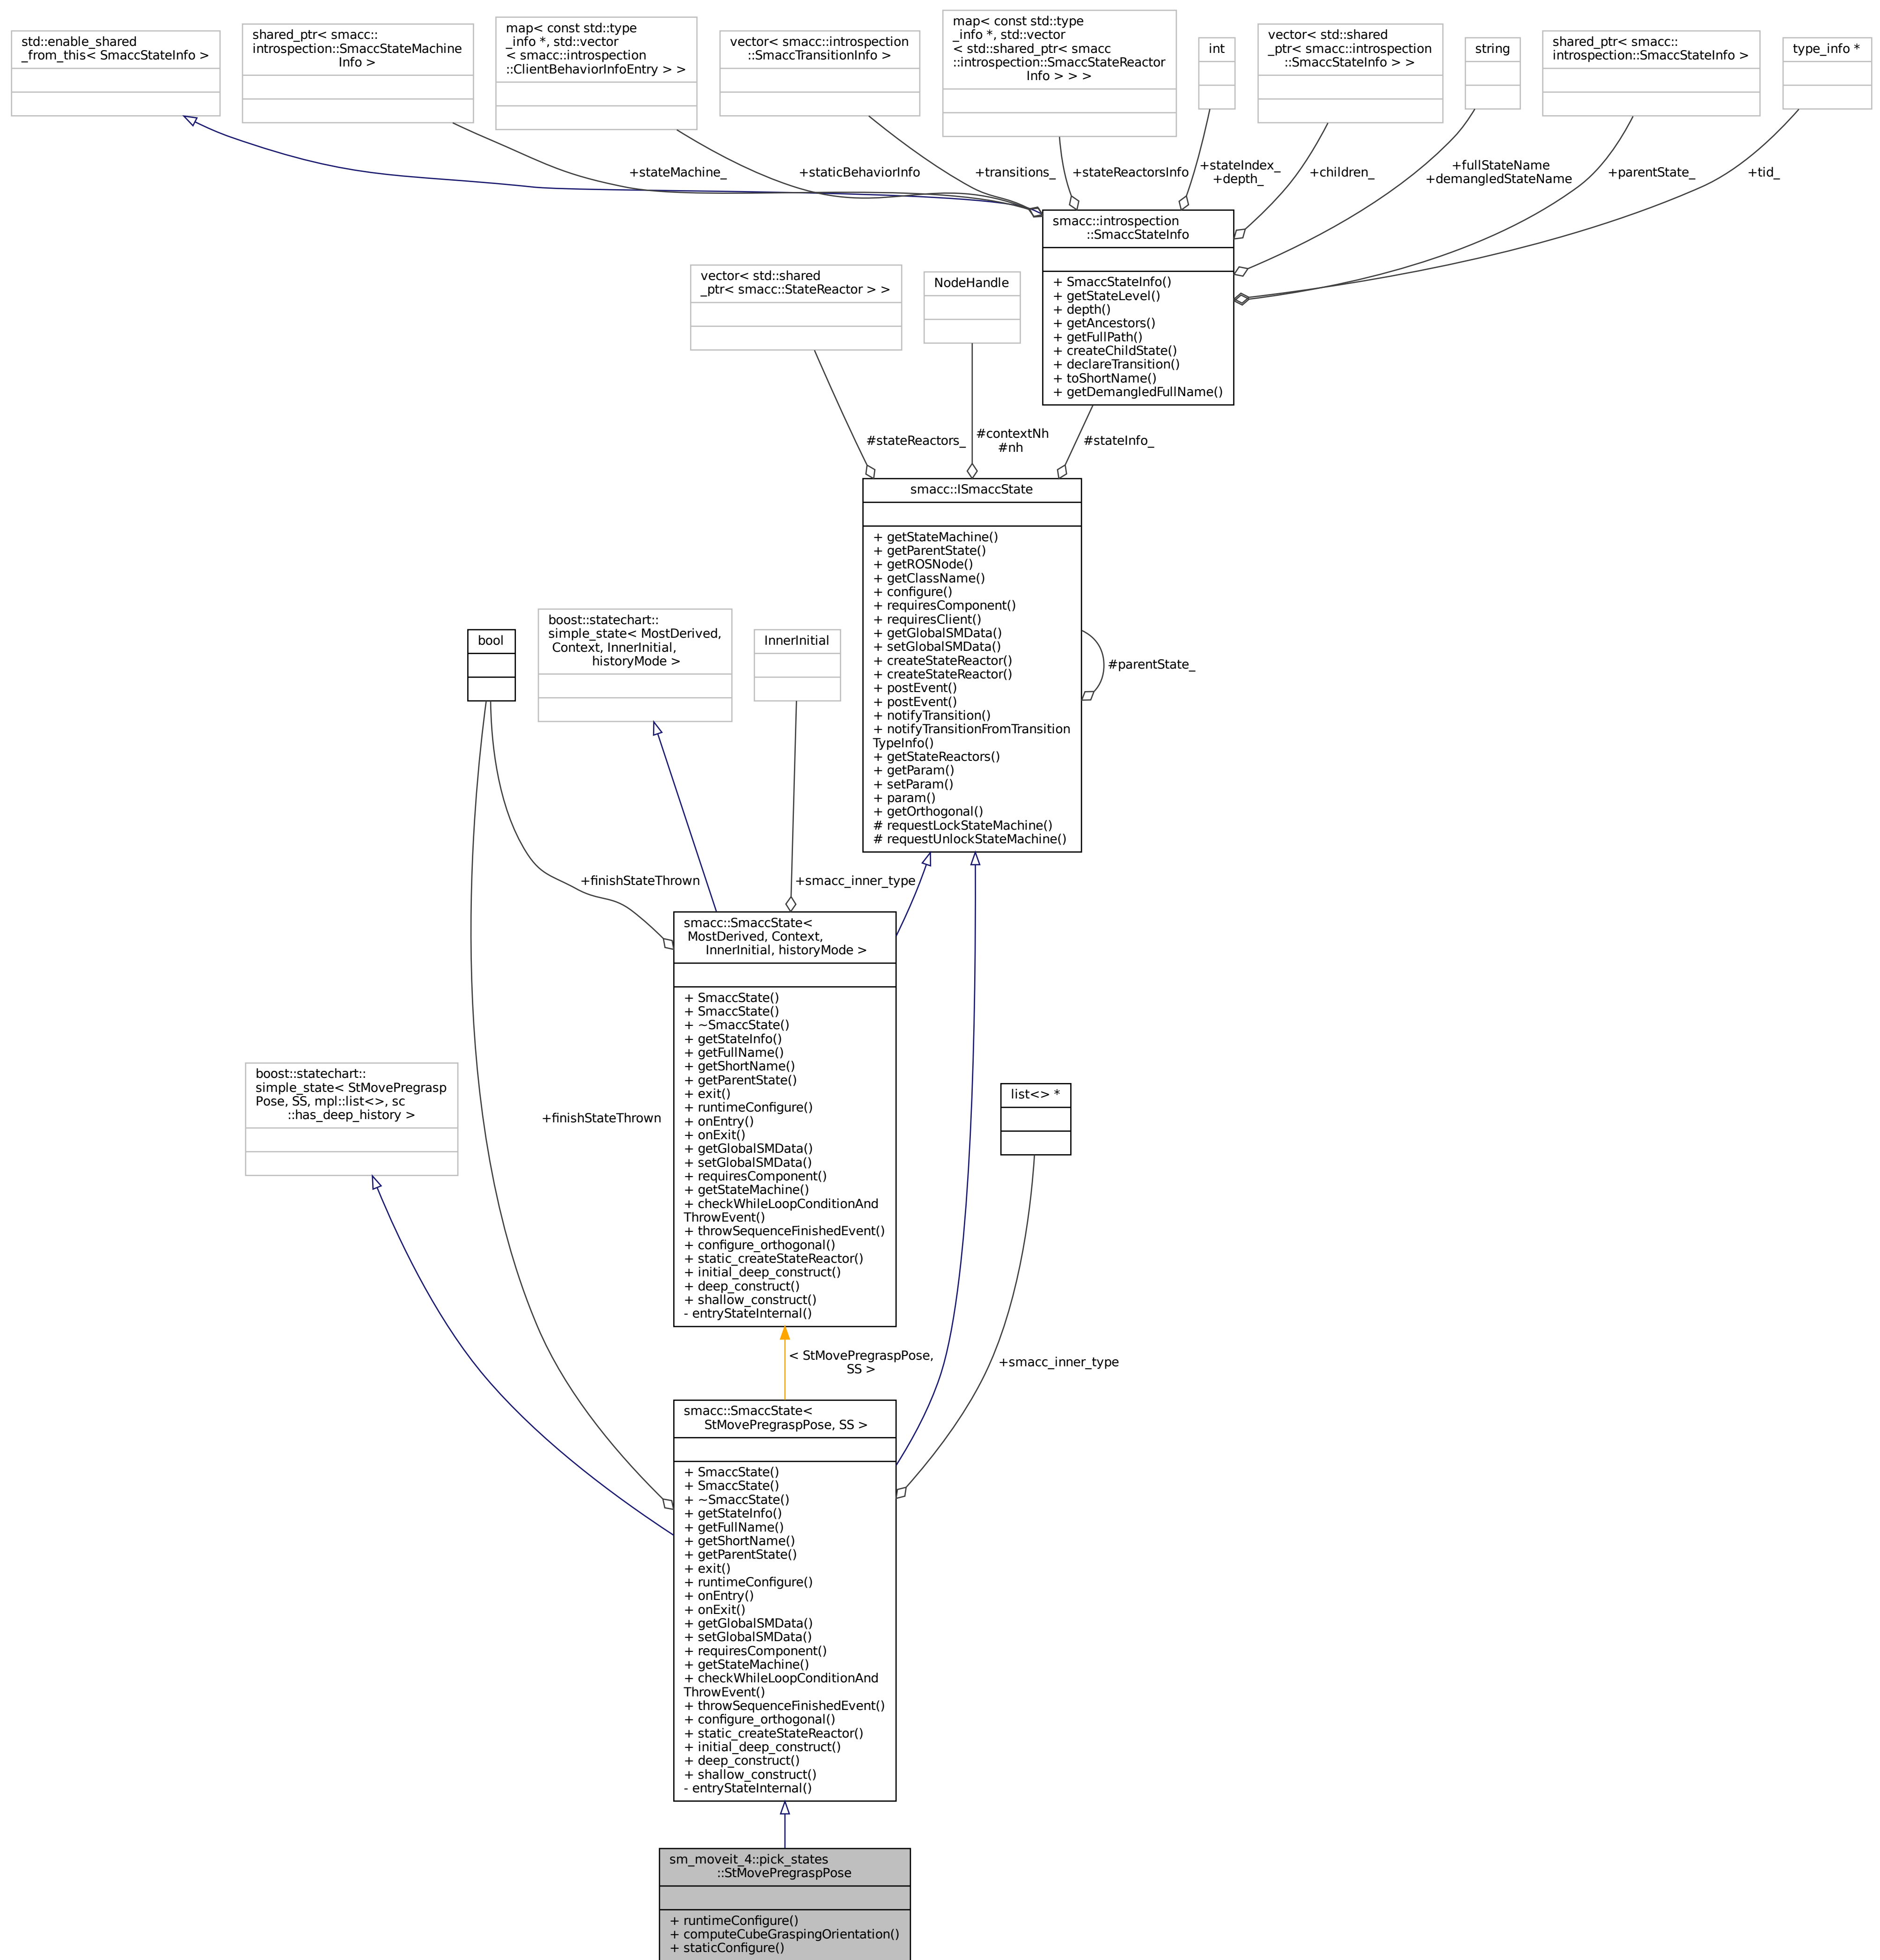 std::enable_shared
_from_this< SmaccStateInfo >
shared_ptr< smacc::
introspection::SmaccStateMachine
Info >
map< const std::type
_info *, std::vector
< smacc::introspection
::ClientBehaviorInfoEntry > >
vector< smacc::introspection
::SmaccTransitionInfo >
map< const std::type
_info *, std::vector
< std::shared_ptr< smacc
::introspection::SmaccStateReactor
Info > > >
int
vector< std::shared
_ptr< smacc::introspection
::SmaccStateInfo > >
string
shared_ptr< smacc::
introspection::SmaccStateInfo >
type_info *
+stateMachine_
+staticBehaviorInfo
+transitions_
+stateReactorsInfo
+stateIndex_
+depth_
+children_
+fullStateName
+demangledStateName
+parentState_
+tid_
smacc::introspection
::SmaccStateInfo
+ SmaccStateInfo()
+ getStateLevel()
+ depth()
+ getAncestors()
+ getFullPath()
+ createChildState()
+ declareTransition()
+ toShortName()
+ getDemangledFullName()
vector< std::shared
_ptr< smacc::StateReactor > >
NodeHandle
#stateReactors_
#contextNh
#nh
#stateInfo_
smacc::ISmaccState
+ getStateMachine()
+ getParentState()
+ getROSNode()
+ getClassName()
+ configure()
+ requiresComponent()
+ requiresClient()
+ getGlobalSMData()
+ setGlobalSMData()
+ createStateReactor()
+ createStateReactor()
+ postEvent()
+ postEvent()
+ notifyTransition()
+ notifyTransitionFromTransition
TypeInfo()
+ getStateReactors()
+ getParam()
+ setParam()
+ param()
+ getOrthogonal()
# requestLockStateMachine()
# requestUnlockStateMachine()
#parentState_
bool
boost::statechart::
simple_state< MostDerived,
Context, InnerInitial,
historyMode >
InnerInitial
+finishStateThrown
+smacc_inner_type
smacc::SmaccState<
MostDerived, Context,
InnerInitial, historyMode >
+ SmaccState()
+ SmaccState()
+ ~SmaccState()
+ getStateInfo()
+ getFullName()
+ getShortName()
+ getParentState()
+ exit()
+ runtimeConfigure()
+ onEntry()
+ onExit()
+ getGlobalSMData()
+ setGlobalSMData()
+ requiresComponent()
+ getStateMachine()
+ checkWhileLoopConditionAnd
ThrowEvent()
+ throwSequenceFinishedEvent()
+ configure_orthogonal()
+ static_createStateReactor()
+ initial_deep_construct()
+ deep_construct()
+ shallow_construct()
- entryStateInternal()
boost::statechart::
simple_state< StMovePregrasp
Pose, SS, mpl::list<>, sc
::has_deep_history >
+finishStateThrown
list<> *
< StMovePregraspPose,
SS >
+smacc_inner_type
smacc::SmaccState<
StMovePregraspPose, SS >
+ SmaccState()
+ SmaccState()
+ ~SmaccState()
+ getStateInfo()
+ getFullName()
+ getShortName()
+ getParentState()
+ exit()
+ runtimeConfigure()
+ onEntry()
+ onExit()
+ getGlobalSMData()
+ setGlobalSMData()
+ requiresComponent()
+ getStateMachine()
+ checkWhileLoopConditionAnd
ThrowEvent()
+ throwSequenceFinishedEvent()
+ configure_orthogonal()
+ static_createStateReactor()
+ initial_deep_construct()
+ deep_construct()
+ shallow_construct()
- entryStateInternal()
sm_moveit_4::pick_states
::StMovePregraspPose
+ runtimeConfigure()
+ computeCubeGraspingOrientation()
+ staticConfigure()